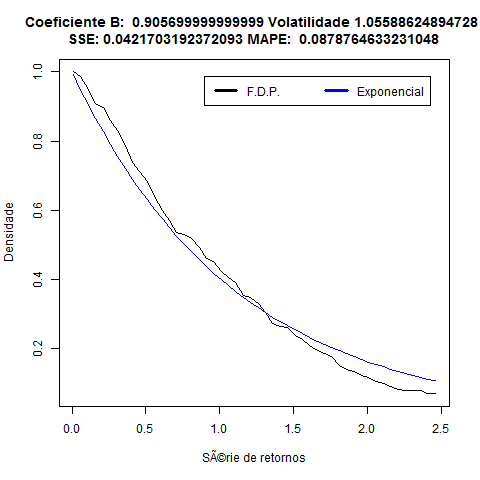 Coeficiente B:  0.905699999999999 Volatilidade 1.05588624894728
SSE: 0.0421703192372093 MAPE:  0.0878764633231048
F.D.P.
Exponencial
Densidade
1.0
0.8
0.6
0.4
0.2
0.0
0.5
1.0
1.5
2.0
2.5
SÃ©rie de retornos